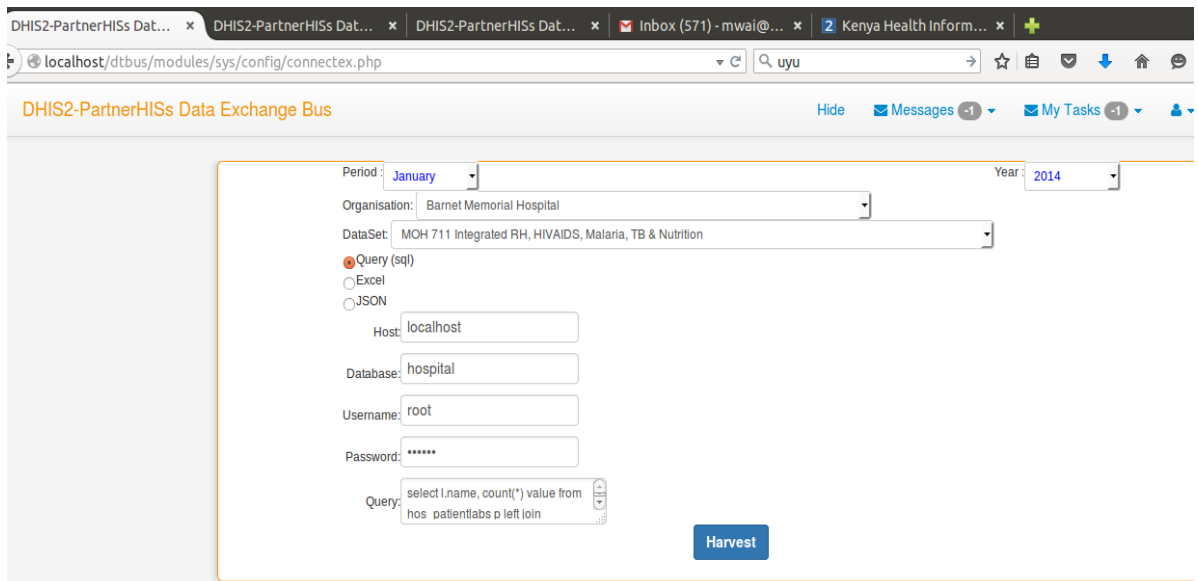 DHIS2-PartnerHISs Dat... × DHIS2-PartnerHISs Dat... × DHIS2-PartnerHISs Dat... × Inbox (571) - mwai@... × 2 Kenya Health Inform... ×
localhost/dtbus/modules/sys/config/connectex.php uyu
DHIS2-PartnerHISs Data Exchange Bus Hide Messages -1 My Tasks -1
Period : January Year : 2014
Organisation: Barnet Memorial Hospital
DataSet: MOH 711 Integrated RH, HIVAIDS, Malaria, TB & Nutrition
Query (sql)
Excel
JSON
Host: localhost
Database: hospital
Username: root
Password: ••••••
Query: select l.name, count(*) value from
hos_patientlabs p left join
Harvest